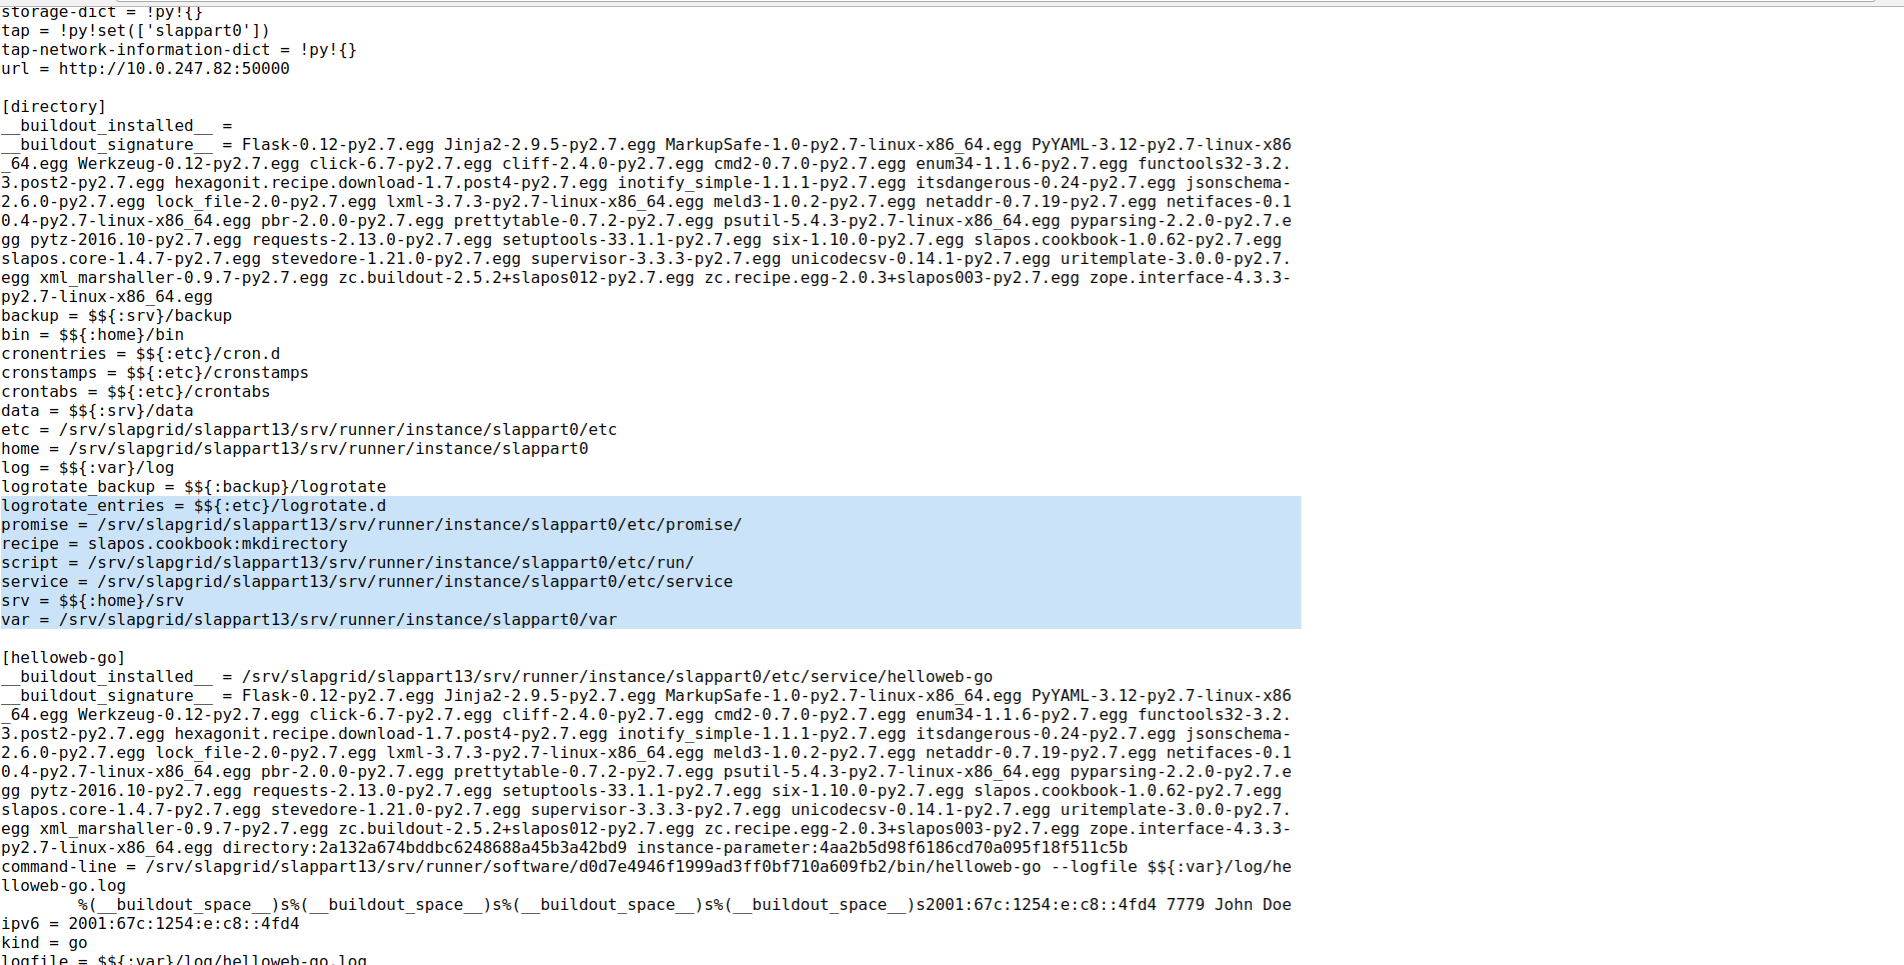 storage-dict = !py!{}
tap = !py!set(['slappart0'])
tap-network-information-dict = !py!{}
url = http://10.0.247.82:50000
[directory]
__buildout_installed__ =
__buildout_signature__ = Flask-0.12-py2.7.egg Jinja2-2.9.5-py2.7.egg MarkupSafe-1.0-py2.7-linux-x86_64.egg PyYAML-3.12-py2.7-linux-x86
_64.egg Werkzeug-0.12-py2.7.egg click-6.7-py2.7.egg cliff-2.4.0-py2.7.egg cmd2-0.7.0-py2.7.egg enum34-1.1.6-py2.7.egg functools32-3.2.
3.post2-py2.7.egg hexagonit.recipe.download-1.7.post4-py2.7.egg inotify_simple-1.1.1-py2.7.egg itsdangerous-0.24-py2.7.egg jsonschema-
2.6.0-py2.7.egg lock_file-2.0-py2.7.egg lxml-3.7.3-py2.7-linux-x86_64.egg meld3-1.0.2-py2.7.egg netaddr-0.7.19-py2.7.egg netifaces-0.1
0.4-py2.7-linux-x86_64.egg pbr-2.0.0-py2.7.egg prettytable-0.7.2-py2.7.egg psutil-5.4.3-py2.7-linux-x86_64.egg pyparsing-2.2.0-py2.7.e
gg pytz-2016.10-py2.7.egg requests-2.13.0-py2.7.egg setuptools-33.1.1-py2.7.egg six-1.10.0-py2.7.egg slapos.cookbook-1.0.62-py2.7.egg
slapos.core-1.4.7-py2.7.egg stevedore-1.21.0-py2.7.egg supervisor-3.3.3-py2.7.egg unicodecsv-0.14.1-py2.7.egg uritemplate-3.0.0-py2.7.
egg xml_marshaller-0.9.7-py2.7.egg zc.buildout-2.5.2+slapos012-py2.7.egg zc.recipe.egg-2.0.3+slapos003-py2.7.egg zope.interface-4.3.3-
py2.7-linux-x86_64.egg
backup = $${:srv}/backup
bin = $${:home}/bin
cronentries = $${:etc}/cron.d
cronstamps = $${:etc}/cronstamps
crontabs = $${:etc}/crontabs
data = $${:srv}/data
etc = /srv/slapgrid/slappart13/srv/runner/instance/slappart0/etc
home = /srv/slapgrid/slappart13/srv/runner/instance/slappart0
log = $${:var}/log
logrotate_backup = $${:backup}/logrotate
logrotate_entries = $${:etc}/logrotate.d
promise = /srv/slapgrid/slappart13/srv/runner/instance/slappart0/etc/promise/
recipe = slapos.cookbook:mkdirectory
script = /srv/slapgrid/slappart13/srv/runner/instance/slappart0/etc/run/
service = /srv/slapgrid/slappart13/srv/runner/instance/slappart0/etc/service
srv = $${:home}/srv
var = /srv/slapgrid/slappart13/srv/runner/instance/slappart0/var
[helloweb-go]
__buildout_installed__ = /srv/slapgrid/slappart13/srv/runner/instance/slappart0/etc/service/helloweb-go
__buildout_signature__ = Flask-0.12-py2.7.egg Jinja2-2.9.5-py2.7.egg MarkupSafe-1.0-py2.7-linux-x86_64.egg PyYAML-3.12-py2.7-linux-x86
_64.egg Werkzeug-0.12-py2.7.egg click-6.7-py2.7.egg cliff-2.4.0-py2.7.egg cmd2-0.7.0-py2.7.egg enum34-1.1.6-py2.7.egg functools32-3.2.
3.post2-py2.7.egg hexagonit.recipe.download-1.7.post4-py2.7.egg inotify_simple-1.1.1-py2.7.egg itsdangerous-0.24-py2.7.egg jsonschema-
2.6.0-py2.7.egg lock_file-2.0-py2.7.egg lxml-3.7.3-py2.7-linux-x86_64.egg meld3-1.0.2-py2.7.egg netaddr-0.7.19-py2.7.egg netifaces-0.1
0.4-py2.7-linux-x86_64.egg pbr-2.0.0-py2.7.egg prettytable-0.7.2-py2.7.egg psutil-5.4.3-py2.7-linux-x86_64.egg pyparsing-2.2.0-py2.7.e
gg pytz-2016.10-py2.7.egg requests-2.13.0-py2.7.egg setuptools-33.1.1-py2.7.egg six-1.10.0-py2.7.egg slapos.cookbook-1.0.62-py2.7.egg
slapos.core-1.4.7-py2.7.egg stevedore-1.21.0-py2.7.egg supervisor-3.3.3-py2.7.egg unicodecsv-0.14.1-py2.7.egg uritemplate-3.0.0-py2.7.
egg xml_marshaller-0.9.7-py2.7.egg zc.buildout-2.5.2+slapos012-py2.7.egg zc.recipe.egg-2.0.3+slapos003-py2.7.egg zope.interface-4.3.3-
py2.7-linux-x86_64.egg directory:2a132a674bddbc6248688a45b3a42bd9 instance-parameter:4aa2b5d98f6186cd70a095f18f511c5b
command-line = /srv/slapgrid/slappart13/srv/runner/software/d0d7e4946f1999ad3ff0bf710a609fb2/bin/helloweb-go --logfile $${:var}/log/he
lloweb-go.log
%(__buildout_space__)s%(__buildout_space__)s%(__buildout_space__)s%(__buildout_space__)s2001:67c:1254:e:c8::4fd4 7779 John Doe
ipv6 = 2001:67c:1254:e:c8::4fd4
kind = go
logfile = $${:var}/log/helloweb-go.log